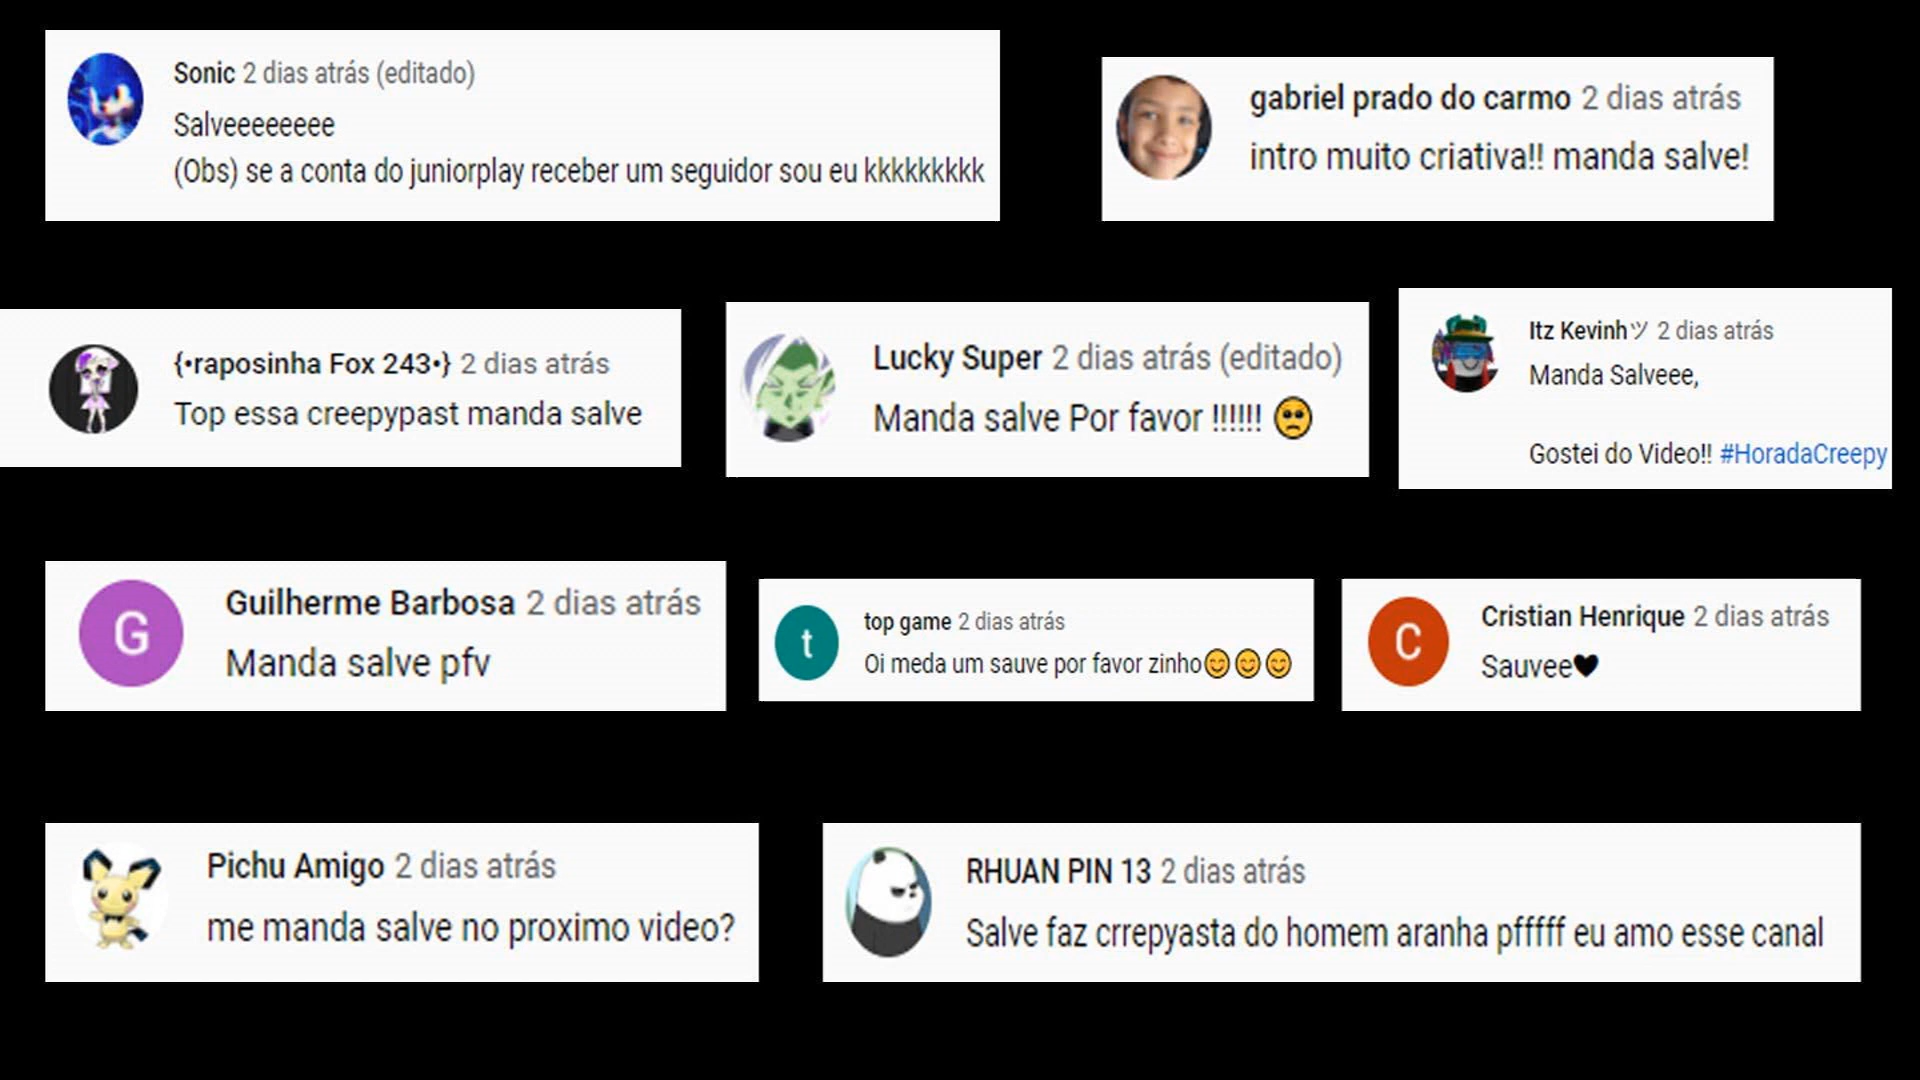 Sonic 2 dias atrás (editado)
Salveeeeeeee
(Obs) se a conta do juniorplay receber um seguidor sou eu kkkkkkkkk
gabriel prado do carmo 2 dias atrás
intro muito criativa!! manda salve!
{•raposinha Fox 243•} 2 dias atrás
Top essa creepypast manda salve
Lucky Super 2 dias atrás (editado)
Manda salve Por favor !!!!!! 🥺
Itz Kevinhツ 2 dias atrás
Manda Salveee,
Gostei do Video!! #HoradaCreepy
G
Guilherme Barbosa 2 dias atrás
Manda salve pfv
t
top game 2 dias atrás
Oi meda um sauve por favor zinho😊😊😊
C
Cristian Henrique 2 dias atrás
Sauvee🖤
Pichu Amigo 2 dias atrás
me manda salve no proximo video?
RHUAN PIN 13 2 dias atrás
Salve faz crrepyasta do homem aranha pfffff eu amo esse canal